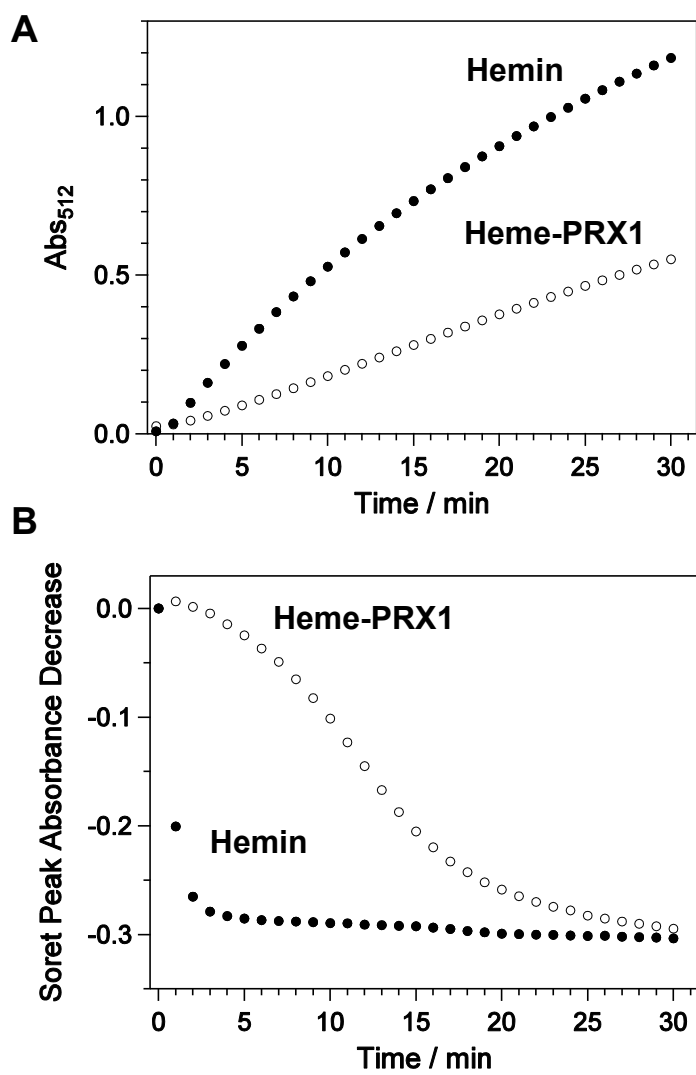 A
Hemin
Heme-PRX1
Abs512
1.0
0.5
0.0
0 5 10 15 20 25 30
Time / min
B
Heme-PRX1
Hemin
Soret Peak Absorbance Decrease
0.0
-0.1
-0.2
-0.3
0 5 10 15 20 25 30
Time / min